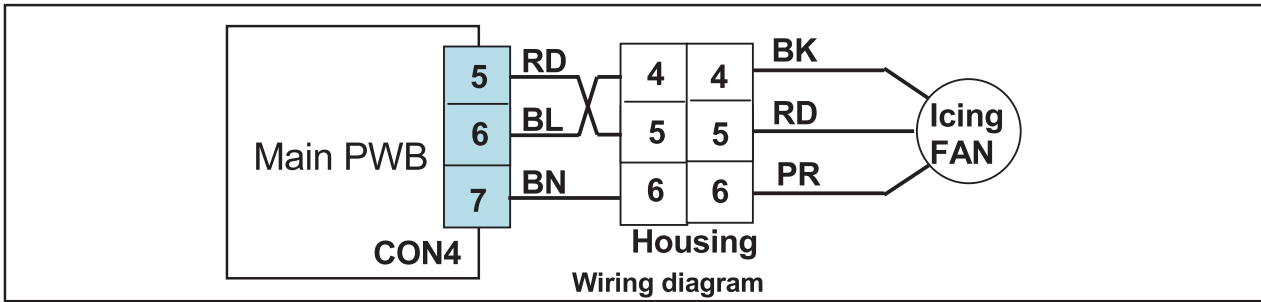 Main PWB
CON4
5
6
7
RD
BL
BN
4 4
5 5
6 6
Housing
BK
RD
PR
Icing
FAN
Wiring diagram